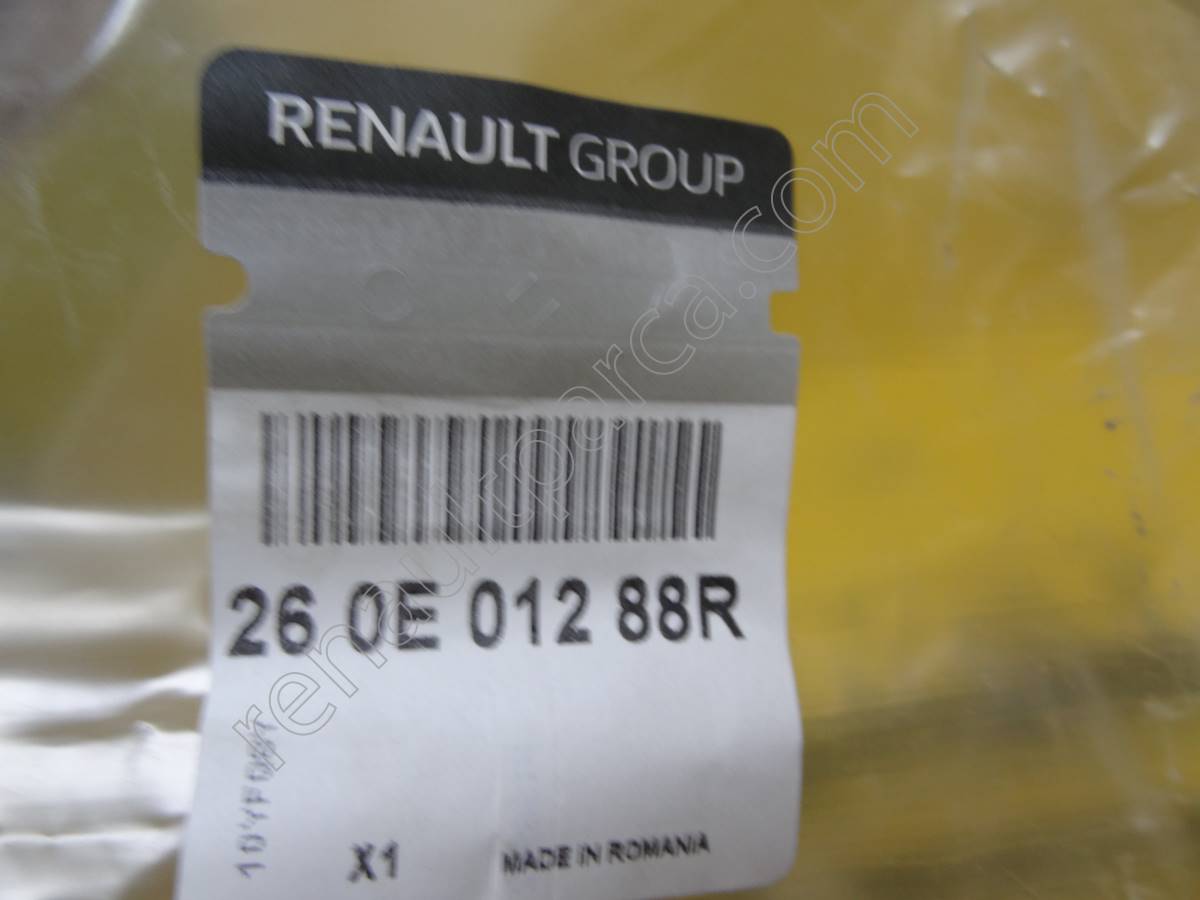 RENAULT GROUP
26 0E 012 88R
X1
MADE IN ROMANIA
renaultparca.com